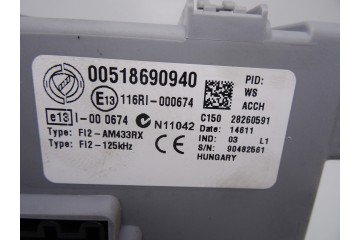 00518690940
E13 116RI-000674
e13 I-00 0674
N11042
Type: FI2-AM433RX
Type: FI2-125kHz
PID:
WS
ACCH
C150 28260591
Date: 14611
IND: 03 L1
S/N: 90482561
HUNGARY